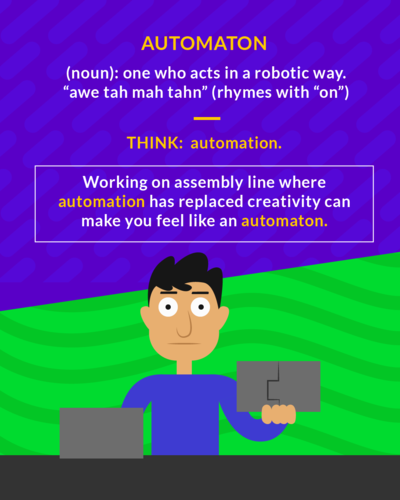 AUTOMATON
(noun): one who acts in a robotic way.
“awe tah mah tahn” (rhymes with “on”)
THINK: automation.
Working on assembly line where
automation has replaced creativity can
make you feel like an automaton.